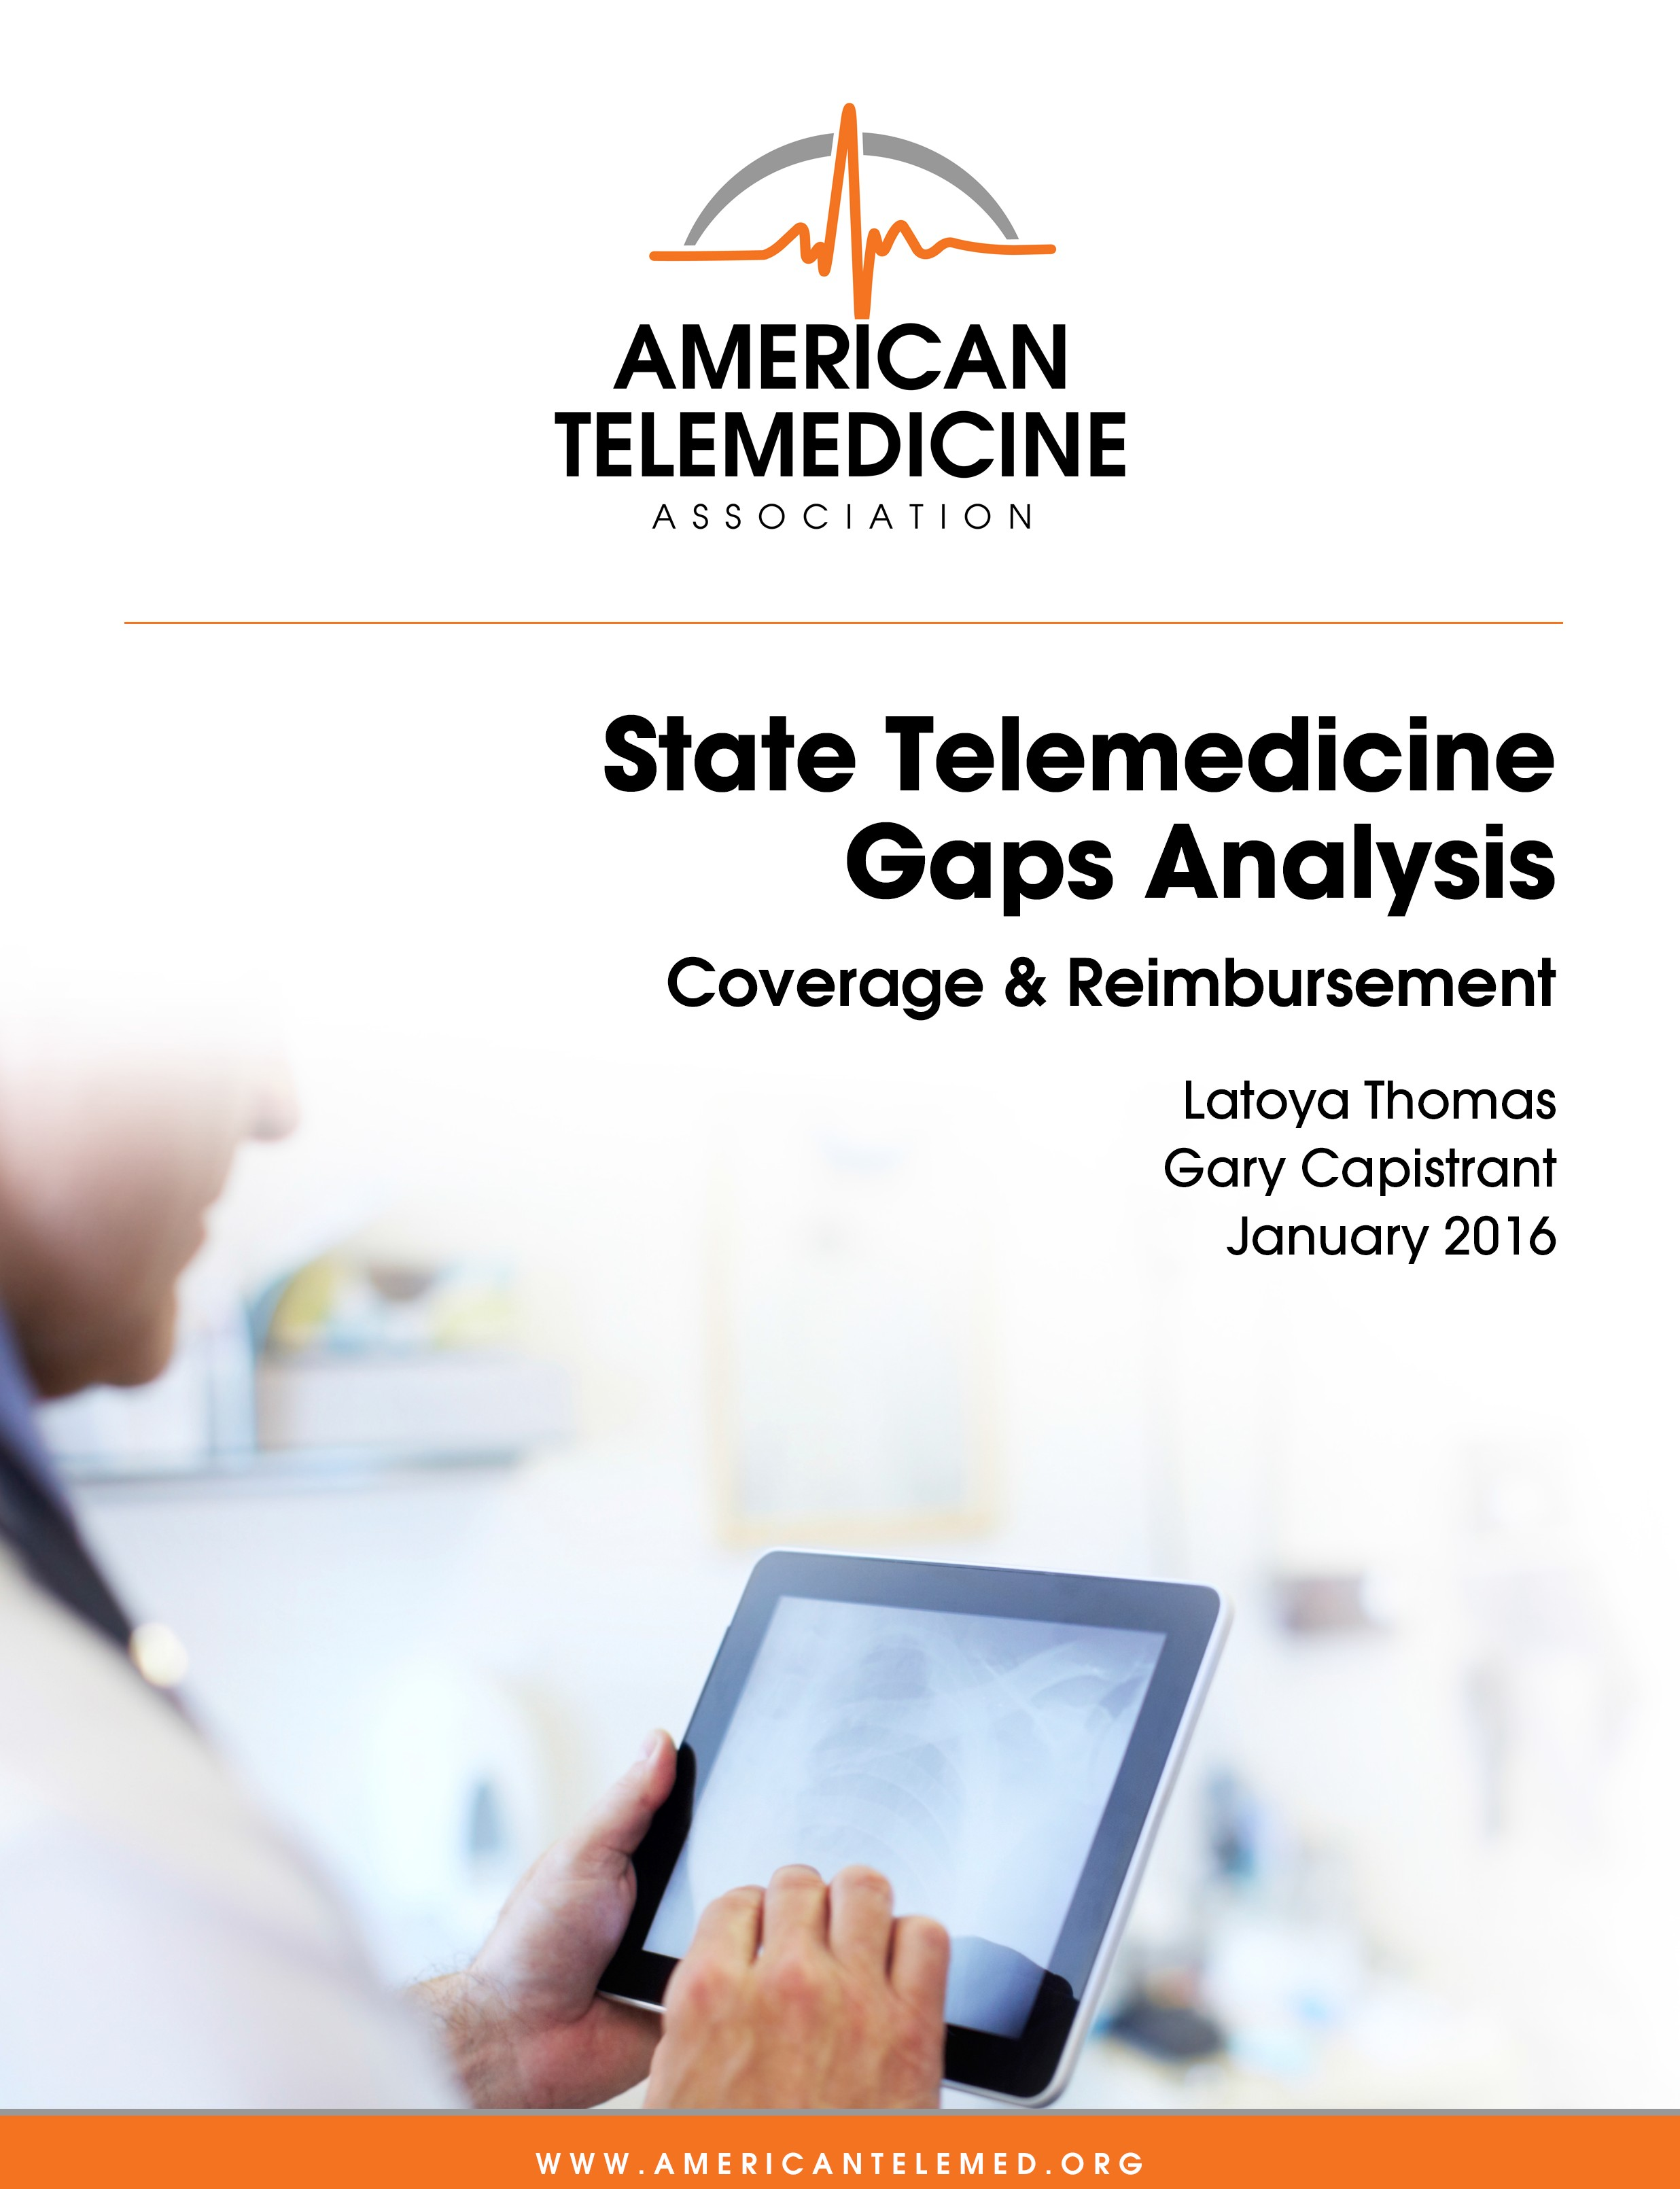 AMERICAN
TELEMEDICINE
ASSOCIATION
State Telemedicine
Gaps Analysis
Coverage & Reimbursement
Latoya Thomas
Gary Capistrant
January 2016
WWW.AMERICANTELEMED.ORG